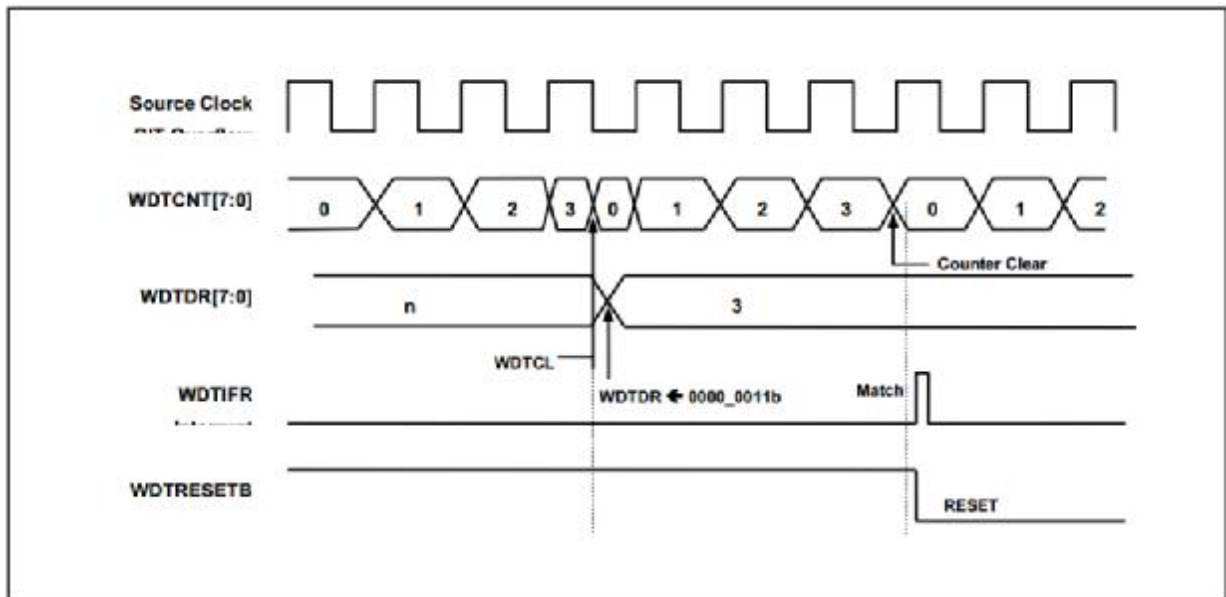 Source Clock
WDTCNT[7:0]
0 1 2 3 0 1 2 3 0 1 2
Counter Clear
WDTDR[7:0]
n 3
WDTCL
WDTDR ← 0000_0011b
WDTIFR
Match
WDTRESETB
RESET